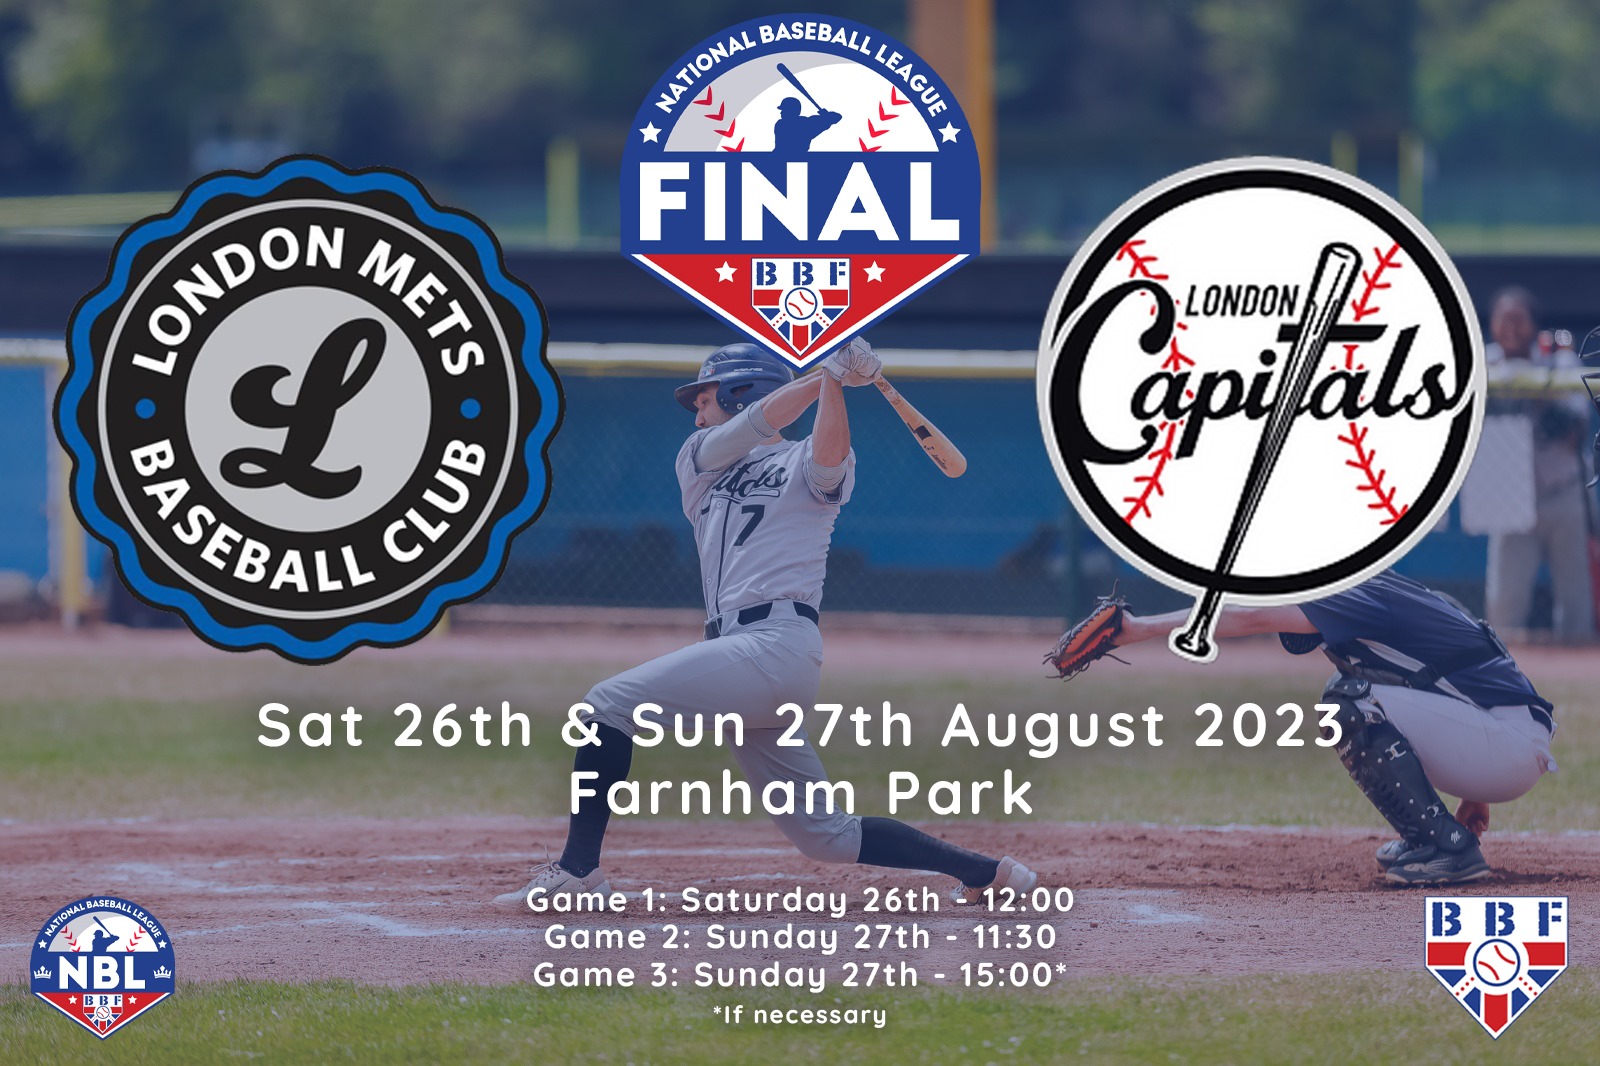 NATIONAL BASEBALL LEAGUE
FINAL
BBF
LONDON METS
L
BASEBALL CLUB
LONDON
Capitals
7
Sat 26th & Sun 27th August 2023
Farnham Park
Game 1: Saturday 26th - 12:00
Game 2: Sunday 27th - 11:30
Game 3: Sunday 27th - 15:00*
*If necessary
NATIONAL BASEBALL LEAGUE
NBL
BBF
BBF